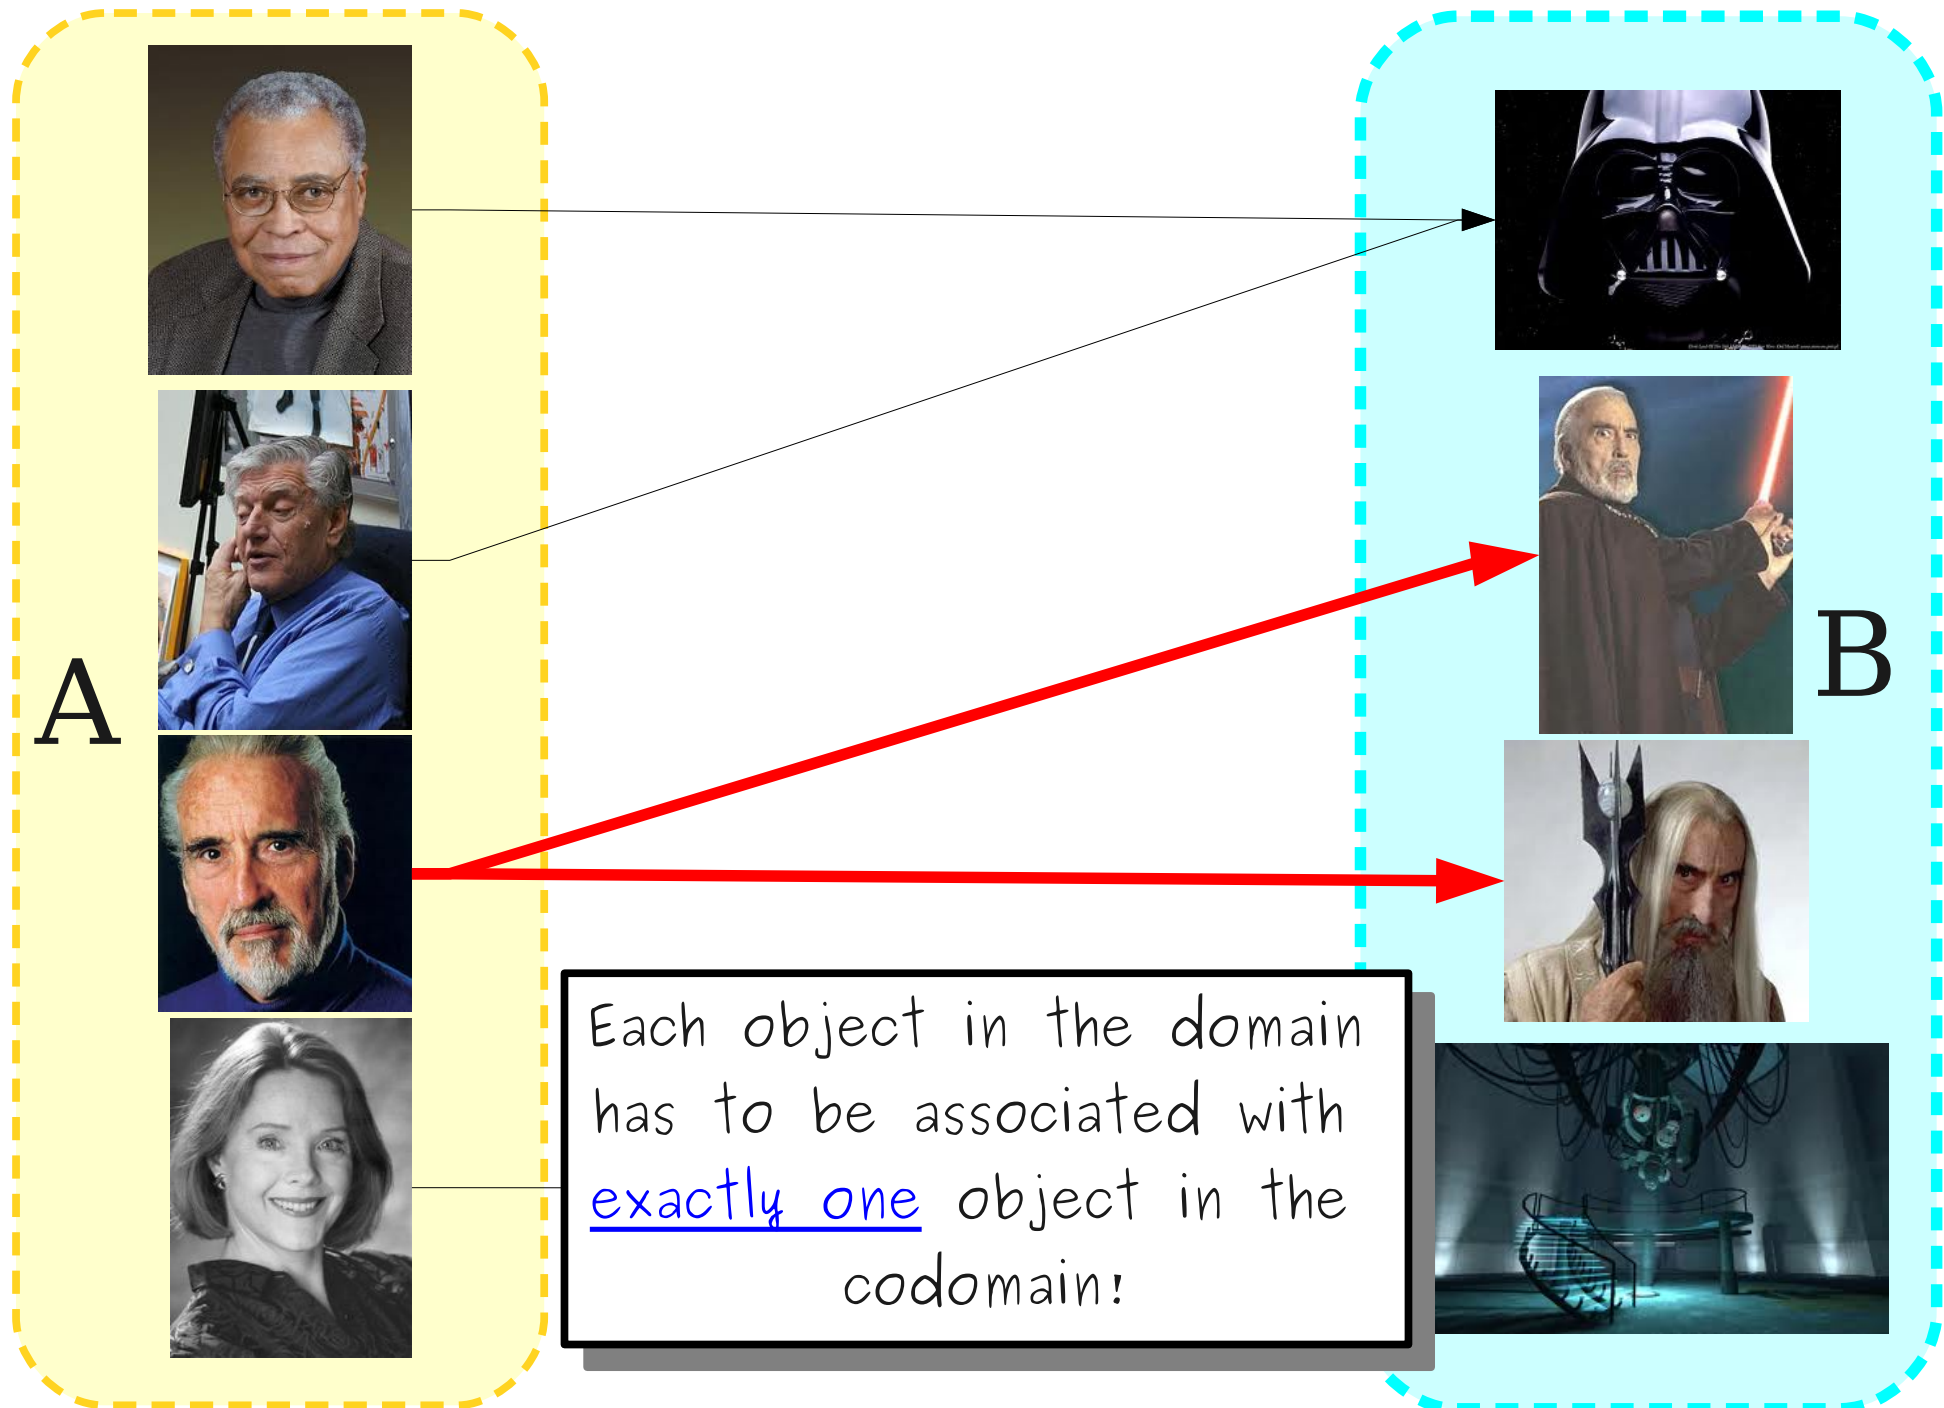 A
B
Each object in the domain
has to be associated with
exactly one object in the
codomain!